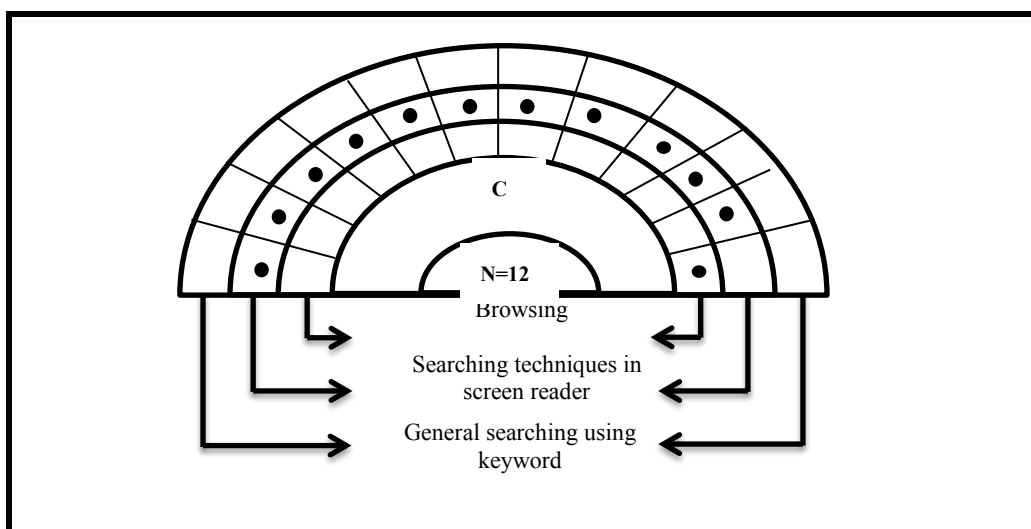 C
N=12
Browsing
Searching techniques in
screen reader
General searching using
keyword